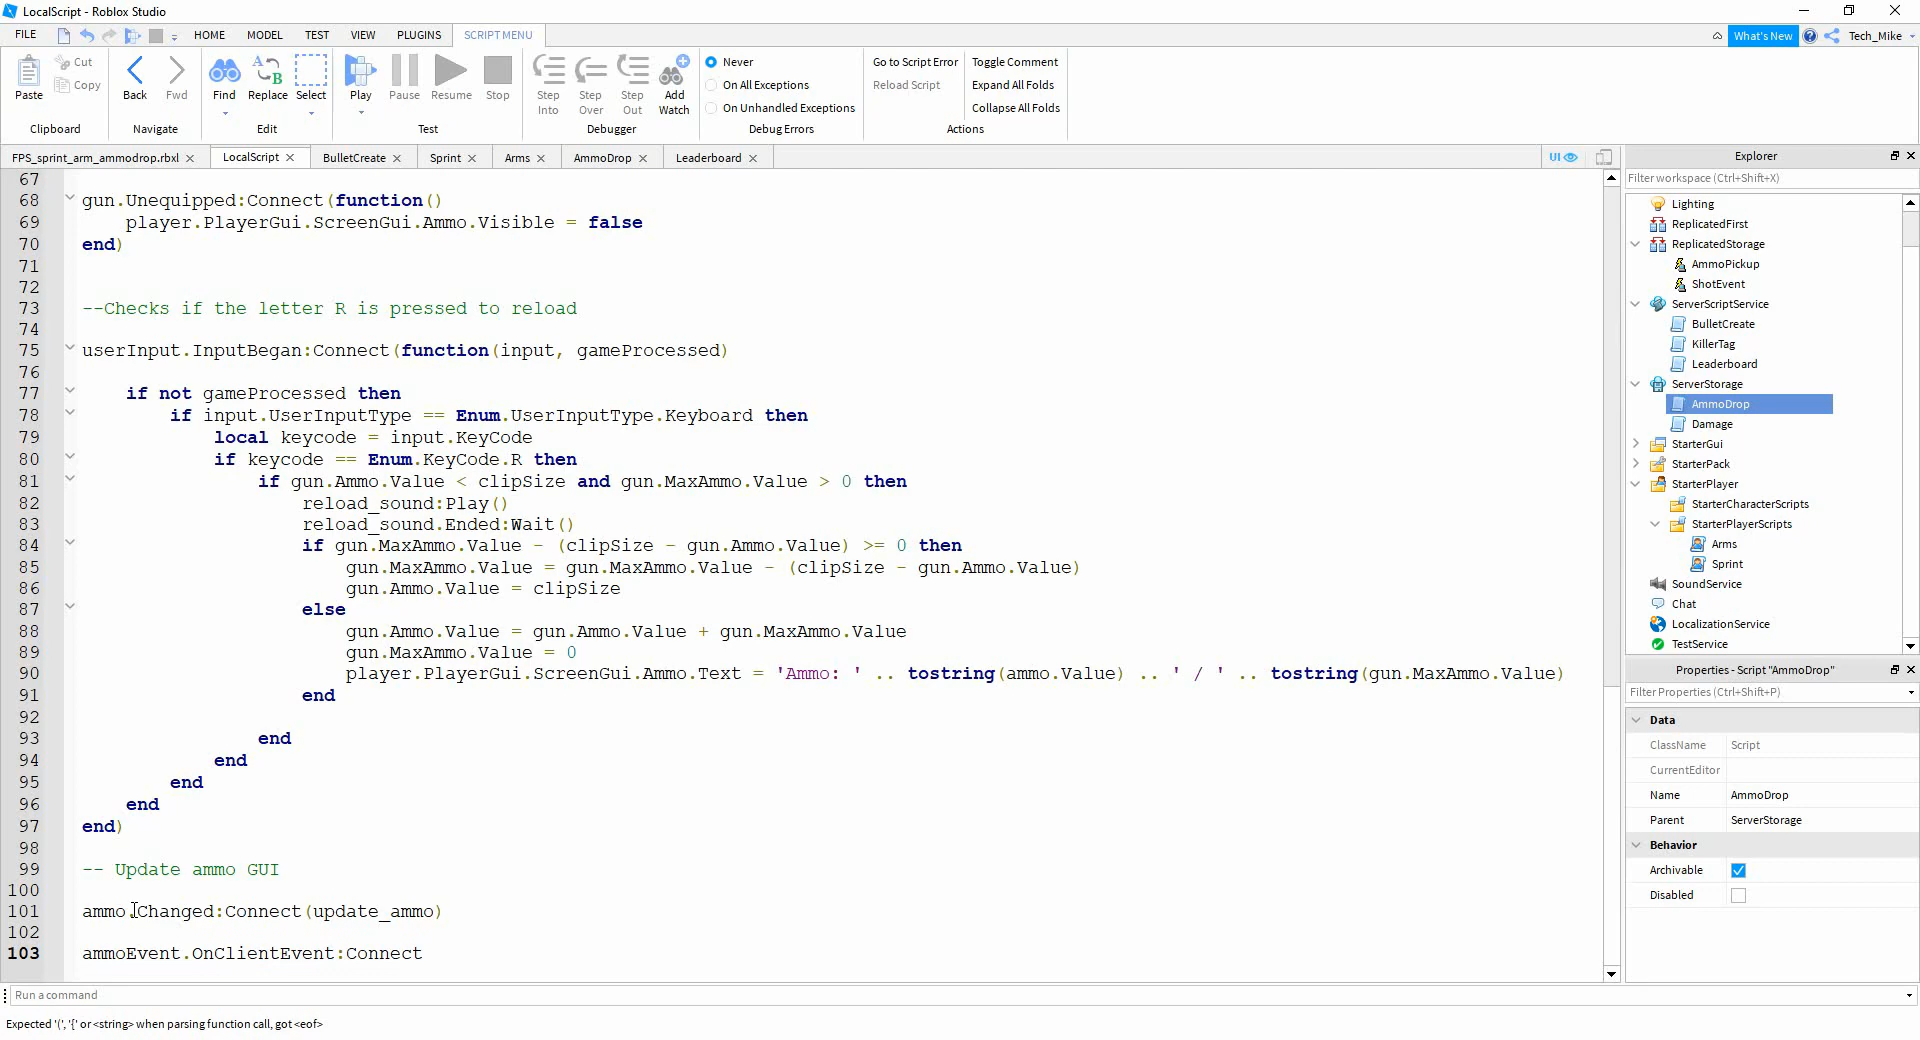 LocalScript - Roblox Studio
FILE HOME MODEL TEST VIEW PLUGINS SCRIPT MENU What's New Tech_Mike
Paste Cut Copy Back Fwd Find Replace Select Play Pause Resume Stop Step Into Step Over Step Out Add Watch
Never
On All Exceptions
On Unhandled Exceptions
Go to Script Error Toggle Comment
Reload Script Expand All Folds
Collapse All Folds
Clipboard Navigate Edit Test Debugger Debug Errors Actions
FPS_sprint_arm_ammodrop.rbxl LocalScript BulletCreate Sprint Arms AmmoDrop Leaderboard UI
67
68 gun.Unequipped:Connect(function()
69 player.PlayerGui.ScreenGui.Ammo.Visible = false
70 end)
71
72
73 --Checks if the letter R is pressed to reload
74
75 userInput.InputBegan:Connect(function(input, gameProcessed)
76
77 if not gameProcessed then
78 if input.UserInputType == Enum.UserInputType.Keyboard then
79 local keycode = input.KeyCode
80 if keycode == Enum.KeyCode.R then
81 if gun.Ammo.Value < clipSize and gun.MaxAmmo.Value > 0 then
82 reload_sound:Play()
83 reload_sound.Ended:Wait()
84 if gun.MaxAmmo.Value - (clipSize - gun.Ammo.Value) >= 0 then
85 gun.MaxAmmo.Value = gun.MaxAmmo.Value - (clipSize - gun.Ammo.Value)
86 gun.Ammo.Value = clipSize
87 else
88 gun.Ammo.Value = gun.Ammo.Value + gun.MaxAmmo.Value
89 gun.MaxAmmo.Value = 0
90 player.PlayerGui.ScreenGui.Ammo.Text = 'Ammo: ' .. tostring(ammo.Value) .. ' / ' .. tostring(gun.MaxAmmo.Value)
91 end
92
93 end
94 end
95 end
96 end
97 end)
98
99 -- Update ammo GUI
100
101 ammo.Changed:Connect(update_ammo)
102
103 ammoEvent.OnClientEvent:Connect
Run a command
Expected '(', '{' or <string> when parsing function call, got <eof>
Explorer
Filter workspace (Ctrl+Shift+X)
Lighting
ReplicatedFirst
ReplicatedStorage
AmmoPickup
ShotEvent
ServerScriptService
BulletCreate
KillerTag
Leaderboard
ServerStorage
AmmoDrop
Damage
StarterGui
StarterPack
StarterPlayer
StarterCharacterScripts
StarterPlayerScripts
Arms
Sprint
SoundService
Chat
LocalizationService
TestService
Properties - Script "AmmoDrop"
Filter Properties (Ctrl+Shift+P)
Data
ClassName Script
CurrentEditor
Name AmmoDrop
Parent ServerStorage
Behavior
Archivable
Disabled